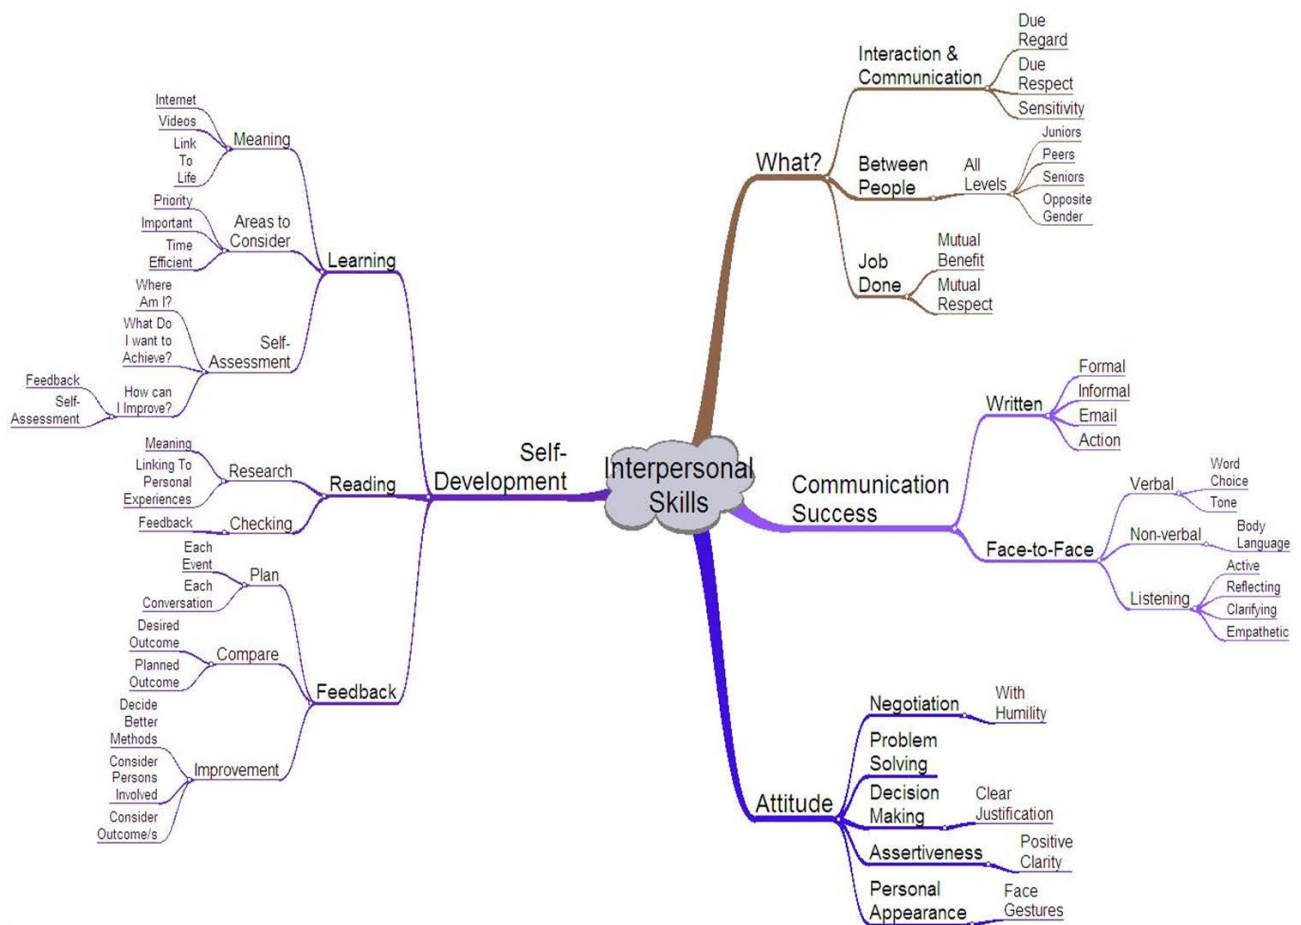 Interpersonal
Skills
What?
Interaction &
Communication
Due
Regard
Due
Respect
Sensitivity
Between
People
All
Levels
Juniors
Peers
Seniors
Opposite
Gender
Job
Done
Mutual
Benefit
Mutual
Respect
Communication
Success
Written
Formal
Informal
Email
Action
Face-to-Face
Verbal
Word
Choice
Tone
Non-verbal
Body
Language
Listening
Active
Reflecting
Clarifying
Empathetic
Attitude
Negotiation
With
Humility
Problem
Solving
Decision
Making
Clear
Justification
Assertiveness
Positive
Clarity
Personal
Appearance
Face
Gestures
Self-
Development
Learning
Meaning
Internet
Videos
Link
To
Life
Areas to
Consider
Priority
Important
Time
Efficient
Self-
Assessment
Where
Am I?
What Do
I want to
Achieve?
How can
I Improve?
Feedback
Self-
Assessment
Reading
Research
Meaning
Linking To
Personal
Experiences
Checking
Feedback
Feedback
Plan
Each
Event
Each
Conversation
Compare
Desired
Outcome
Planned
Outcome
Improvement
Decide
Better
Methods
Consider
Persons
Involved
Consider
Outcome/s